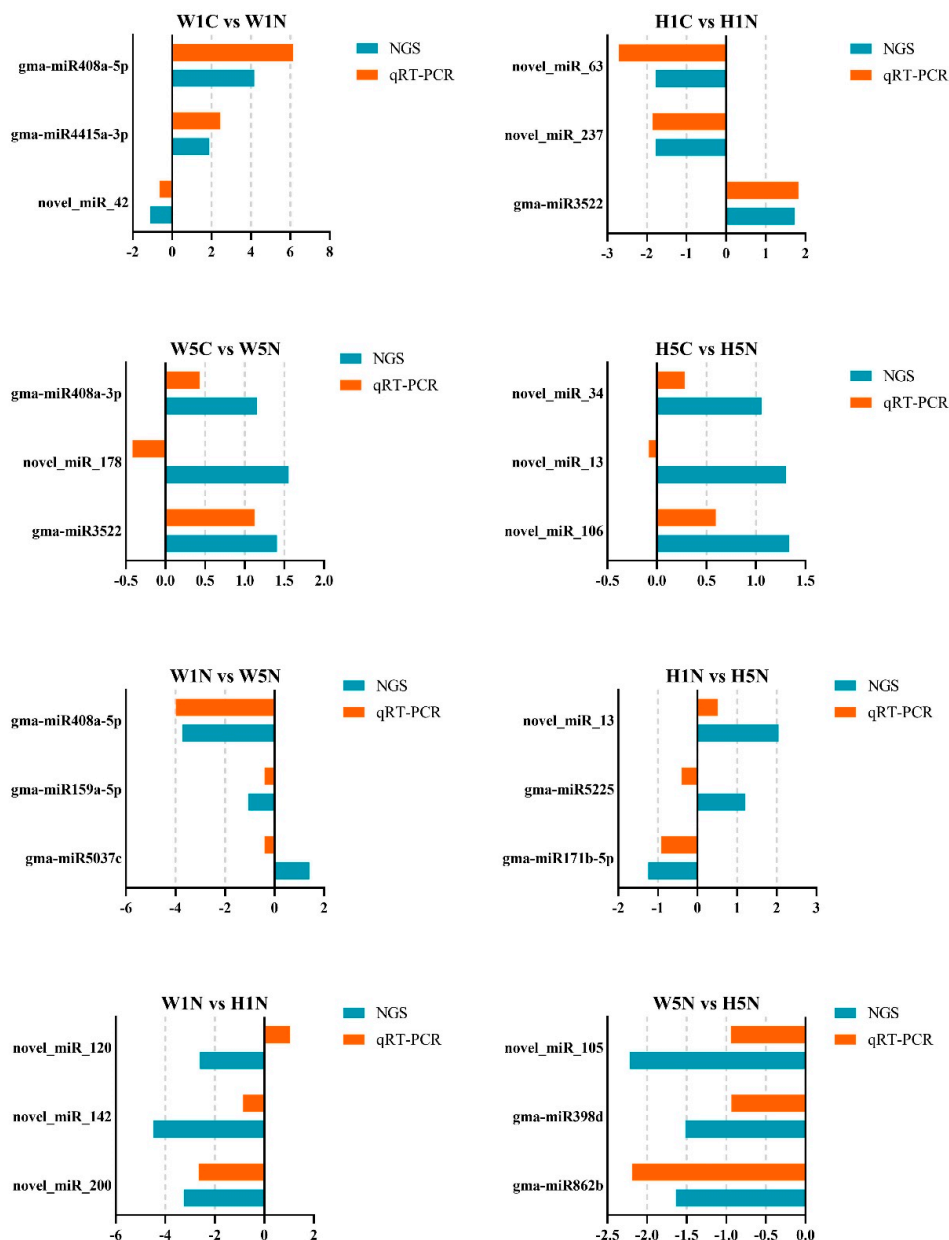 W1C vs W1N
NGS
qRT-PCR
gma-miR408a-5p
gma-miR4415a-3p
novel_miR_42
-2 0 2 4 6 8
H1C vs H1N
NGS
qRT-PCR
novel_miR_63
novel_miR_237
gma-miR3522
-3 -2 -1 0 1 2
W5C vs W5N
NGS
qRT-PCR
gma-miR408a-3p
novel_miR_178
gma-miR3522
-0.5 0.0 0.5 1.0 1.5 2.0
H5C vs H5N
NGS
qRT-PCR
novel_miR_34
novel_miR_13
novel_miR_106
-0.5 0.0 0.5 1.0 1.5
W1N vs W5N
NGS
qRT-PCR
gma-miR408a-5p
gma-miR159a-5p
gma-miR5037c
-6 -4 -2 0 2
H1N vs H5N
NGS
qRT-PCR
novel_miR_13
gma-miR5225
gma-miR171b-5p
-2 -1 0 1 2 3
W1N vs H1N
NGS
qRT-PCR
novel_miR_120
novel_miR_142
novel_miR_200
-6 -4 -2 0 2
W5N vs H5N
NGS
qRT-PCR
novel_miR_105
gma-miR398d
gma-miR862b
-2.5 -2.0 -1.5 -1.0 -0.5 0.0